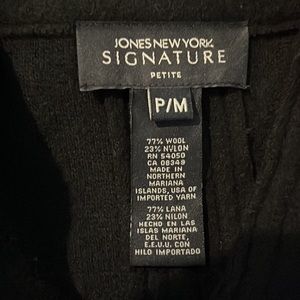 JONES NEW YORK
SIGNATURE
PETITE
P/M
77% WOOL
23% NYLON
RN 54050
CA 08349
MADE IN
NORTHERN
MARIANA
ISLANDS, USA OF
IMPORTED YARN
77% LANA
23% NILON
HECHO EN LAS
ISLAS MARIANAS
DEL NORTE,
E.E.U.U. CON
HILO IMPORTADO